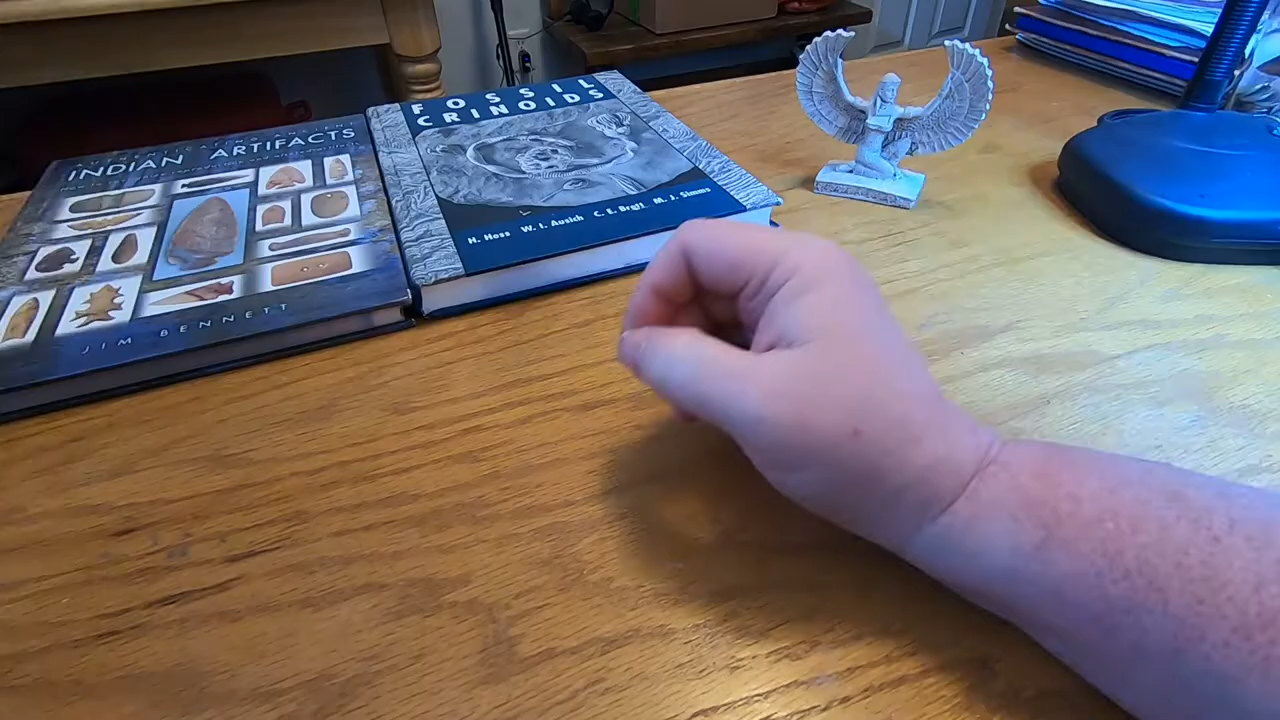 INDIAN ARTIFACTS
JIM BENNETT
FOSSIL
CRINOIDS
H. Hess W. I. Ausich C. E. Brett M. J. Simms